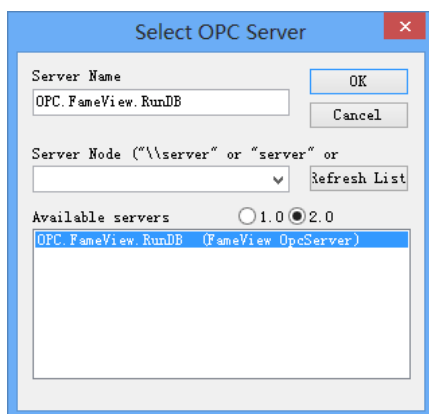 Select OPC Server
Server Name
OPC.FameView.RunDB
OK
Cancel
Server Node ("\\server" or "server" or
Refresh List
Available servers 1.0 2.0
OPC.FameView.RunDB (FameView OpcServer)